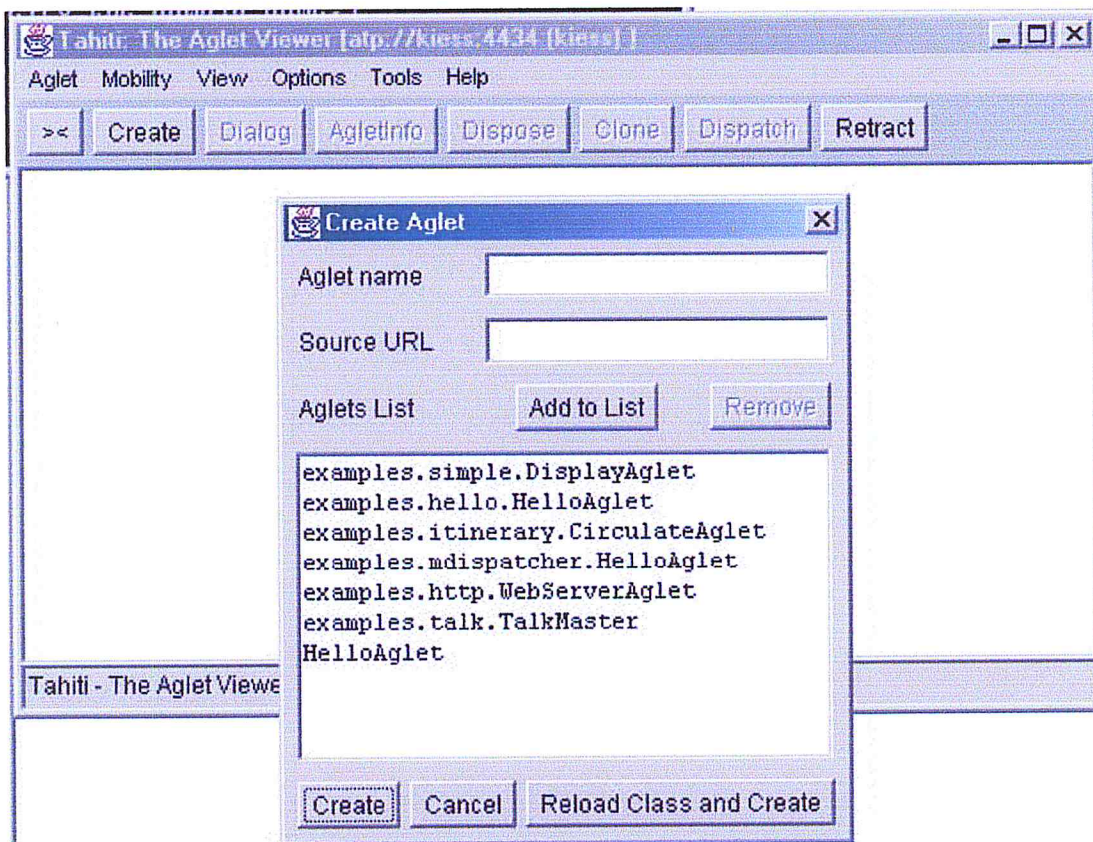 Tahiti: The Aglet Viewer [atp://kiess:4434 (kiess) ]
Aglet Mobility View Options Tools Help
>< Create Dialog AgletInfo Dispose Clone Dispatch Retract
Create Aglet
Aglet name
Source URL
Aglets List Add to List Remove
examples.simple.DisplayAglet
examples.hello.HelloAglet
examples.itinerary.CirculateAglet
examples.mdispatcher.HelloAglet
examples.http.WebServerAglet
examples.talk.TalkMaster
HelloAglet
Tahiti - The Aglet Viewe
Create Cancel Reload Class and Create